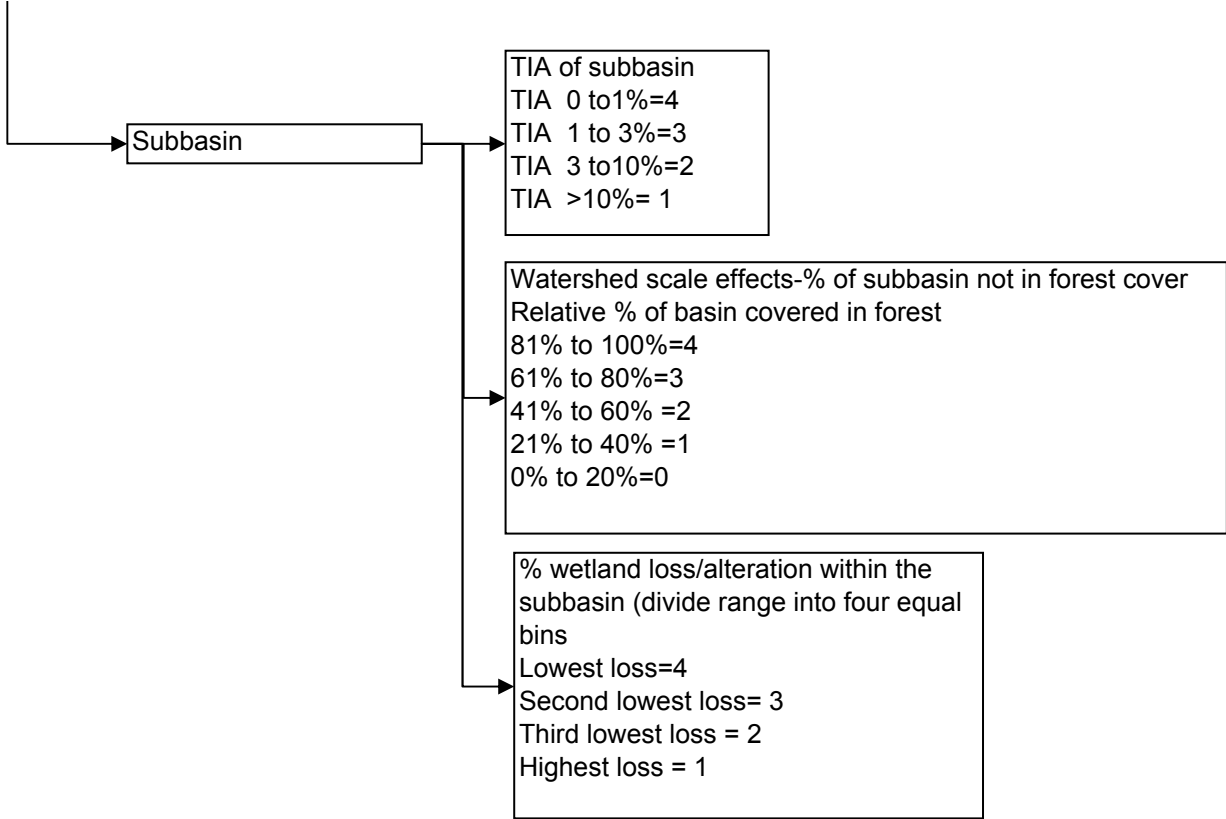 Subbasin
TIA of subbasin
TIA  0 to1%=4
TIA  1 to 3%=3
TIA  3 to10%=2
TIA  >10%= 1
Watershed scale effects-% of subbasin not in forest cover
Relative % of basin covered in forest
81% to 100%=4
61% to 80%=3
41% to 60% =2
21% to 40% =1
0% to 20%=0
% wetland loss/alteration within the
subbasin (divide range into four equal
bins
Lowest loss=4
Second lowest loss= 3
Third lowest loss = 2
Highest loss = 1